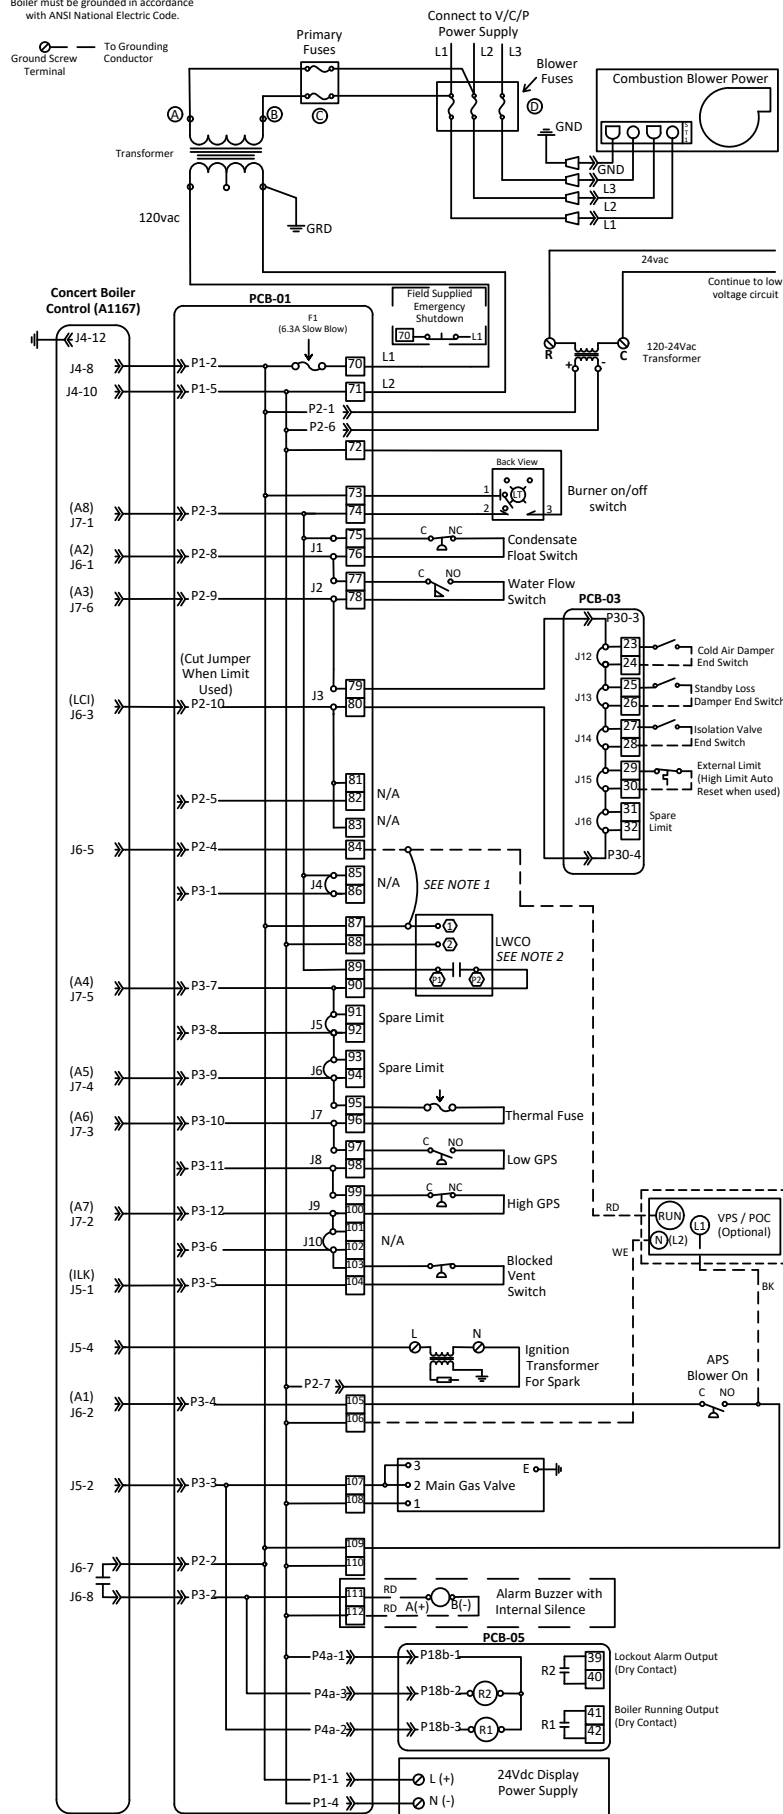 Boiler must be grounded in accordance
with ANSI National Electric Code.
Ground Screw
Terminal
To Grounding
Conductor
Primary
Fuses
Connect to V/C/P
Power Supply
L1 L2 L3
Blower
Fuses
Combustion Blower Power
A
B
C
D
GND
GND
L3
L2
L1
Transformer
120vac
GRD
24vac
Continue to low
voltage circuit
R
C
+
-
120-24Vac
Transformer
Concert Boiler
Control (A1167)
PCB-01
F1
(6.3A Slow Blow)
Field Supplied
Emergency
Shutdown
70
L1
J4-12
J4-8
P1-2
70
L1
J4-10
P1-5
71
L2
P2-1
P2-6
72
Back View
73
1
LT
Burner on/off
switch
(A8)
J7-1
P2-3
74
2
3
75
C
NC
Condensate
Float Switch
(A2)
J6-1
P2-8
J1
76
77
C
NO
Water Flow
Switch
(A3)
J7-6
P2-9
J2
78
PCB-03
P30-3
J12
23
24
Cold Air Damper
End Switch
J13
25
26
Standby Loss
Damper End Switch
J14
27
28
Isolation Valve
End Switch
J15
29
30
External Limit
(High Limit Auto
Reset when used)
J16
31
32
Spare
Limit
P30-4
(Cut Jumper
When Limit
Used)
79
(LCI)
J6-3
P2-10
J3
80
81
N/A
P2-5
82
83
N/A
J6-5
P2-4
84
85
P3-1
J4
86
N/A
SEE NOTE 1
87
1
88
2
LWCO
SEE NOTE 2
89
P1
P2
(A4)
J7-5
P3-7
90
91
Spare Limit
P3-8
J5
92
93
Spare Limit
(A5)
J7-4
P3-9
J6
94
95
Thermal Fuse
(A6)
J7-3
P3-10
J7
96
97
C
NO
Low GPS
P3-11
J8
98
99
C
NC
High GPS
(A7)
J7-2
P3-12
J9
100
101
P3-6
J10
102
N/A
103
Blocked
Vent
Switch
(ILK)
J5-1
P3-5
104
RD
RUN
L1
VPS / POC
(Optional)
N
(L2)
WE
BK
J5-4
L
N
Ignition
Transformer
For Spark
P2-7
APS
Blower On
C
NO
(A1)
J6-2
P3-4
105
106
J5-2
P3-3
107
108
3
2 Main Gas Valve
1
E
109
J6-7
P2-2
110
J6-8
P3-2
111
112
RD
RD
A(+)
B(-)
Alarm Buzzer with
Internal Silence
PCB-05
P4a-1
P18b-1
P4a-3
P18b-2
R2
P4a-2
P18b-3
R1
R2
39
40
Lockout Alarm Output
(Dry Contact)
R1
41
42
Boiler Running Output
(Dry Contact)
P1-1
L (+)
P1-4
N (-)
24Vdc Display
Power Supply